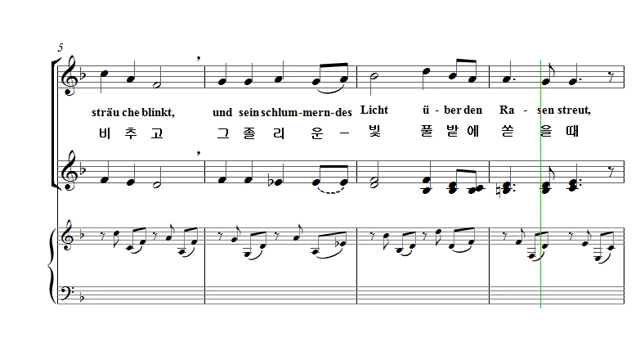 5
sträu che blinkt, und sein schlum-mern-des Licht ü - ber den Ra - sen streut,
비 추 고 그 졸 리 운 － 빛 풀 밭 에 쏟 을 때